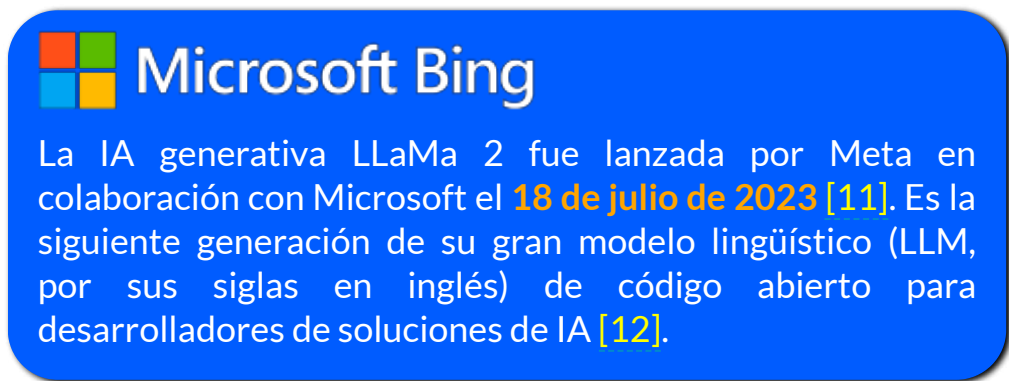 Microsoft Bing
La IA generativa LLaMa 2 fue lanzada por Meta en
colaboración con Microsoft el 18 de julio de 2023 [11]. Es la
siguiente generación de su gran modelo lingüístico (LLM,
por sus siglas en inglés) de código abierto para
desarrolladores de soluciones de IA [12].